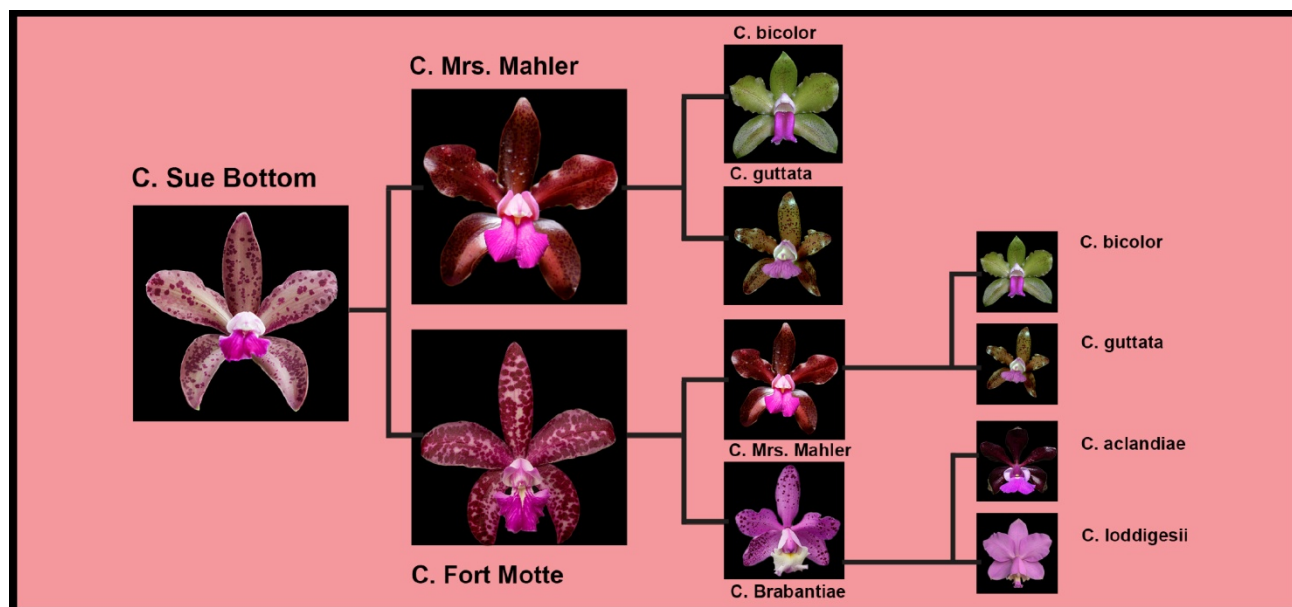 C. bicolor
C. Mrs. Mahler
C. Sue Bottom
C. guttata
C. bicolor
C. guttata
C. Mrs. Mahler
C. aclandiae
C. Fort Motte
C. Brabantiae
C. loddigesii